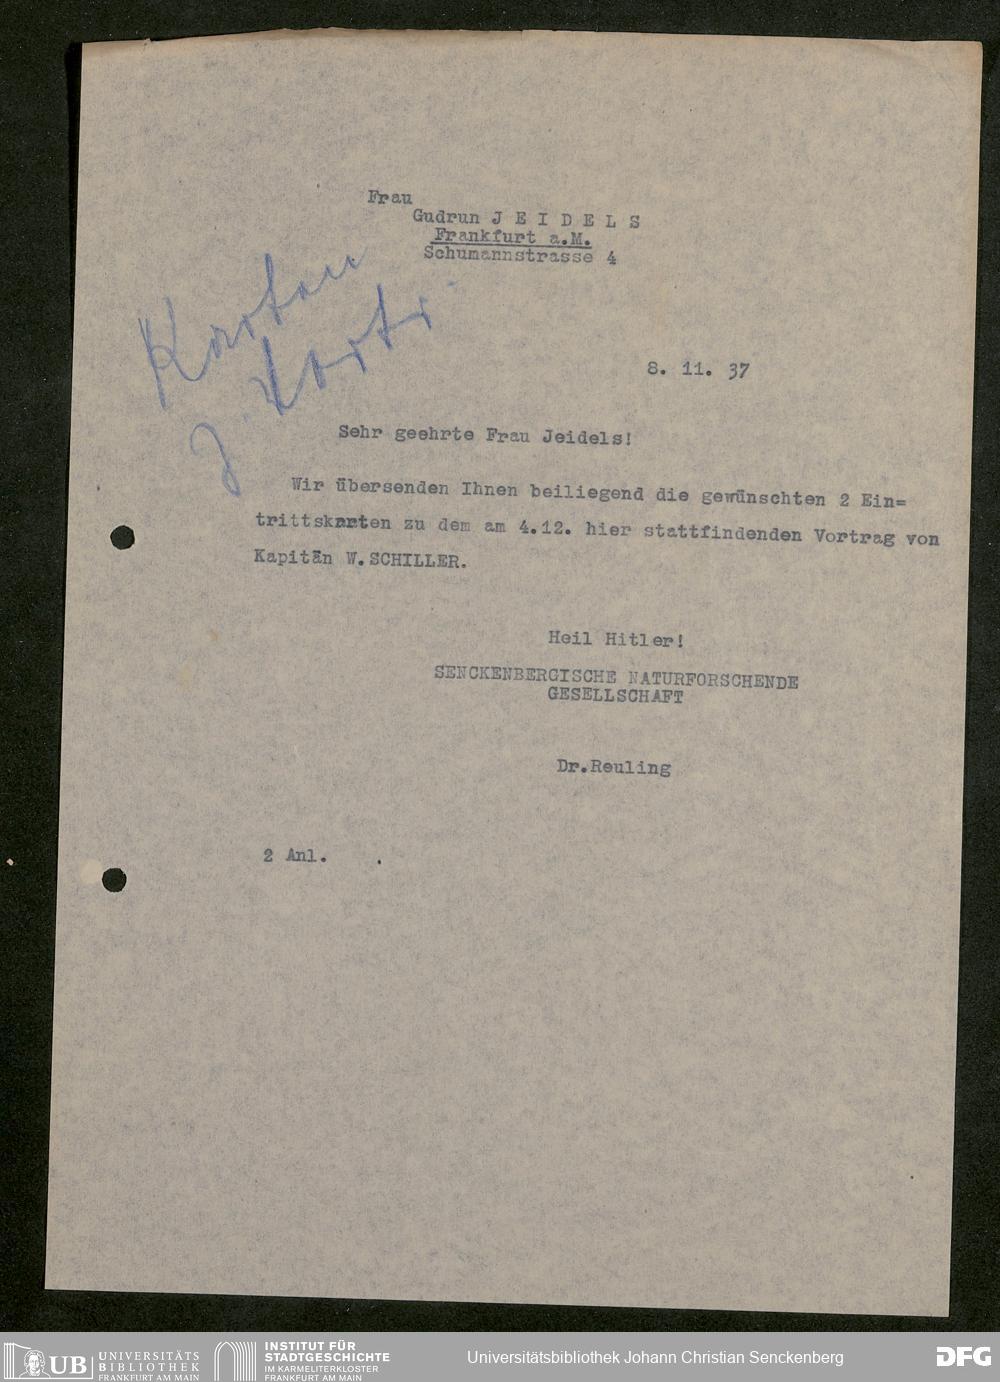 Frau
Gudrun J E I D E L S
Frankfurt a.M.
Schumannstrasse 4
Karten
z.
8. 11. 37
Sehr geehrte Frau Jeidels!
Wir übersenden Ihnen beiliegend die gewünschten 2 Ein=
trittskarten zu dem am 4.12. hier stattfindenden Vortrag von
Kapitän W.SCHILLER.
Heil Hitler!
SENCKENBERGISCHE NATURFORSCHENDE
GESELLSCHAFT
Dr.Reuling
2 Anl.
UB UNIVERSITÄTS
BIBLIOTHEK
FRANKFURT AM MAIN
INSTITUT FÜR
STADTGESCHICHTE
IM KARMELITERKLOSTER
FRANKFURT AM MAIN
Universitätsbibliothek Johann Christian Senckenberg
DFG